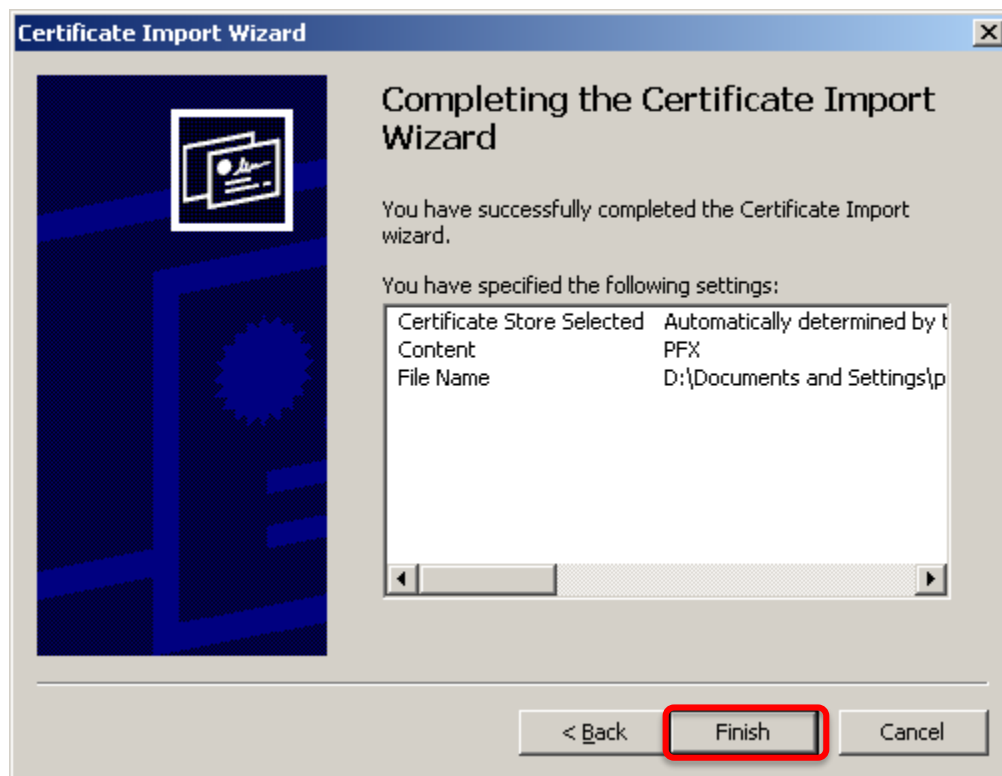 Certificate Import Wizard
Completing the Certificate Import
Wizard
You have successfully completed the Certificate Import
wizard.
You have specified the following settings:
Certificate Store Selected Automatically determined by t
Content PFX
File Name D:\Documents and Settings\p
< Back Finish Cancel